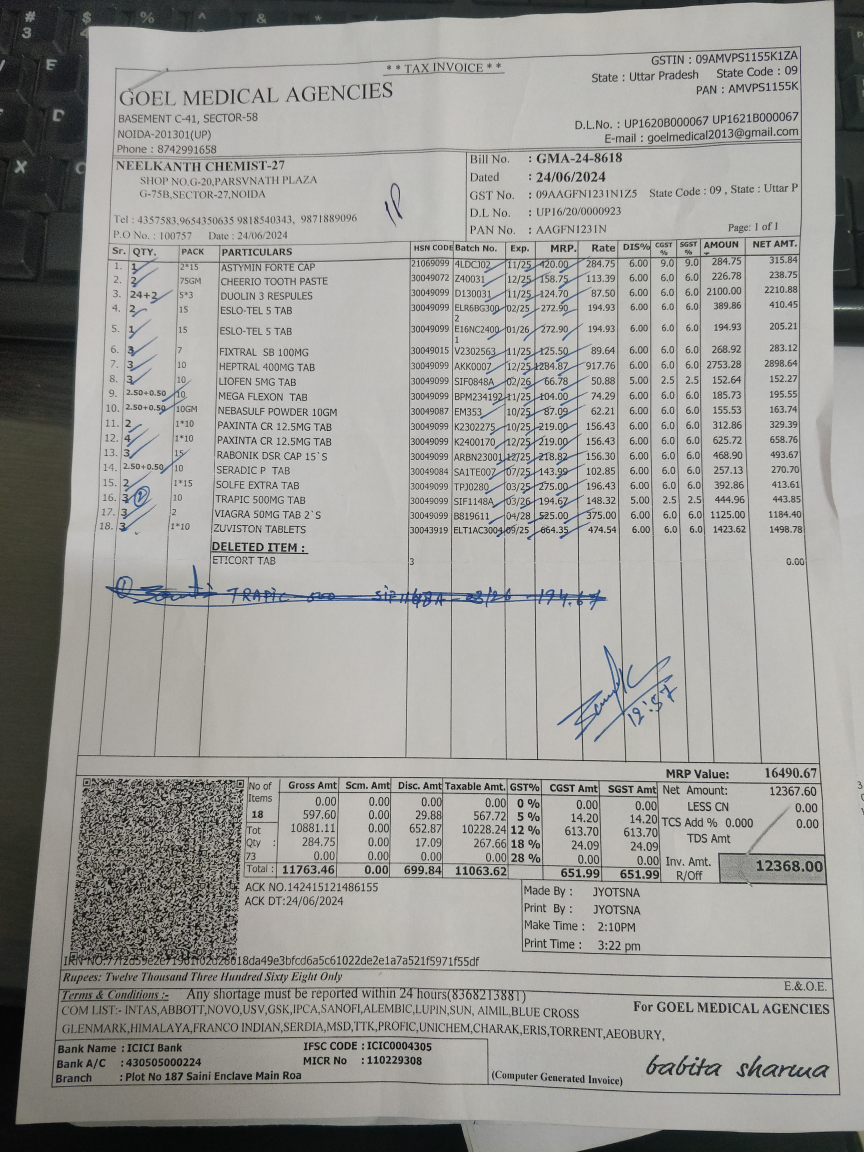 * * TAX INVOICE * *
GSTIN : 09AMVPS1155K1ZA
State : Uttar Pradesh State Code : 09
PAN : AMVPS1155K
GOEL MEDICAL AGENCIES
BASEMENT C-41, SECTOR-58
NOIDA-201301(UP)
Phone : 8742991658
D.L.No. : UP1620B000067 UP1621B000067
E-mail : goelmedical2013@gmail.com
NEELKANTH CHEMIST-27
SHOP NO.G-20,PARSVNATH PLAZA
G-75B,SECTOR-27,NOIDA
Tel : 4357583,9654350635 9818540343, 9871889096
P.O No. : 100757 Date : 24/06/2024
Bill No. : GMA-24-8618
Dated : 24/06/2024
GST No. : 09AAGFN1231N1Z5 State Code : 09 , State : Uttar P
D.L No. : UP16/20/0000923
PAN No. : AAGFN1231N Page: 1 of 1
Sr. QTY. PACK PARTICULARS HSN CODE Batch No. Exp. MRP. Rate DIS% CGST % SGST % AMOUN NET AMT.
1. 1 2*15 ASTYMIN FORTE CAP 21069099 4LDCJ02 11/25 420.00 284.75 6.00 9.0 9.0 284.75 315.84
2. 2 75GM CHEERIO TOOTH PASTE 30049072 Z40031 12/25 158.75 113.39 6.00 6.0 6.0 226.78 238.75
3. 24+2 5*3 DUOLIN 3 RESPULES 30049099 D130031 11/25 124.70 87.50 6.00 6.0 6.0 2100.00 2210.88
4. 2 15 ESLO-TEL 5 TAB 30049099 ELR6BG300 2 02/25 272.90 194.93 6.00 6.0 6.0 389.86 410.45
5. 1 15 ESLO-TEL 5 TAB 30049099 E16NC2400 1 01/26 272.90 194.93 6.00 6.0 6.0 194.93 205.21
6. 3 7 FIXTRAL SB 100MG 30049015 V2302563 11/25 125.50 89.64 6.00 6.0 6.0 268.92 283.12
7. 3 10 HEPTRAL 400MG TAB 30049099 AKK0007 12/25 1284.87 917.76 6.00 6.0 6.0 2753.28 2898.64
8. 3 10 LIOFEN 5MG TAB 30049099 SIF0848A 02/26 66.78 50.88 5.00 2.5 2.5 152.64 152.27
9. 2.50+0.50 10 MEGA FLEXON TAB 30049099 BPM234192 11/25 104.00 74.29 6.00 6.0 6.0 185.73 195.55
10. 2.50+0.50 10GM NEBASULF POWDER 10GM 30049087 EM353 10/25 87.09 62.21 6.00 6.0 6.0 155.53 163.74
11. 2 1*10 PAXINTA CR 12.5MG TAB 30049099 K2302275 10/25 219.00 156.43 6.00 6.0 6.0 312.86 329.39
12. 4 1*10 PAXINTA CR 12.5MG TAB 30049099 K2400170 12/25 219.00 156.43 6.00 6.0 6.0 625.72 658.76
13. 3 15 RABONIK DSR CAP 15`S 30049099 ARBN23001 12/25 218.82 156.30 6.00 6.0 6.0 468.90 493.67
14. 2.50+0.50 10 SERADIC P TAB 30049084 SA1TE007 07/25 143.99 102.85 6.00 6.0 6.0 257.13 270.70
15. 2 1*15 SOLFE EXTRA TAB 30049099 TPJ0280 03/25 275.00 196.43 6.00 6.0 6.0 392.86 413.61
16. 3 2 10 TRAPIC 500MG TAB 30049099 SIF1148A 03/26 194.67 148.32 5.00 2.5 2.5 444.96 443.85
17. 3 2 VIAGRA 50MG TAB 2`S 30049099 B819611 04/28 525.00 375.00 6.00 6.0 6.0 1125.00 1184.40
18. 3 1*10 ZUVISTON TABLETS 30043919 ELT1AC3004 09/25 664.35 474.54 6.00 6.0 6.0 1423.62 1498.78
DELETED ITEM :
ETICORT TAB 3 0.00
TRAPIC 500 SIF1148A 194.67
12:57
MRP Value: 16490.67
No of Items 18 Tot Qty : 73
Gross Amt Scm. Amt Disc. Amt Taxable Amt. GST% CGST Amt SGST Amt
0.00 0.00 0.00 0.00 0 % 0.00 0.00
597.60 0.00 29.88 567.72 5 % 14.20 14.20
10881.11 0.00 652.87 10228.24 12 % 613.70 613.70
284.75 0.00 17.09 267.66 18 % 24.09 24.09
0.00 0.00 0.00 0.00 28 % 0.00 0.00
Total : 11763.46 0.00 699.84 11063.62 651.99 651.99
Net Amount: 12367.60
LESS CN 0.00
TCS Add % 0.000 0.00
TDS Amt
Inv. Amt. R/Off 12368.00
ACK NO.142415121486155
ACK DT:24/06/2024
Made By : JYOTSNA
Print By : JYOTSNA
Make Time : 2:10PM
Print Time : 3:22 pm
Rupees: Twelve Thousand Three Hundred Sixty Eight Only
E.&O.E.
Terms & Conditions :- Any shortage must be reported within 24 hours(8368213881)
COM LIST:- INTAS,ABBOTT,NOVO,USV,GSK,IPCA,SANOFI,ALEMBIC,LUPIN,SUN, AIMIL,BLUE CROSS
GLENMARK,HIMALAYA,FRANCO INDIAN,SERDIA,MSD,TTK,PROFIC,UNICHEM,CHARAK,ERIS,TORRENT,AEOBURY,
For GOEL MEDICAL AGENCIES
Bank Name : ICICI Bank IFSC CODE : ICIC0004305
Bank A/C : 430505000224 MICR No : 110229308
Branch : Plot No 187 Saini Enclave Main Roa
(Computer Generated Invoice)
babita sharma